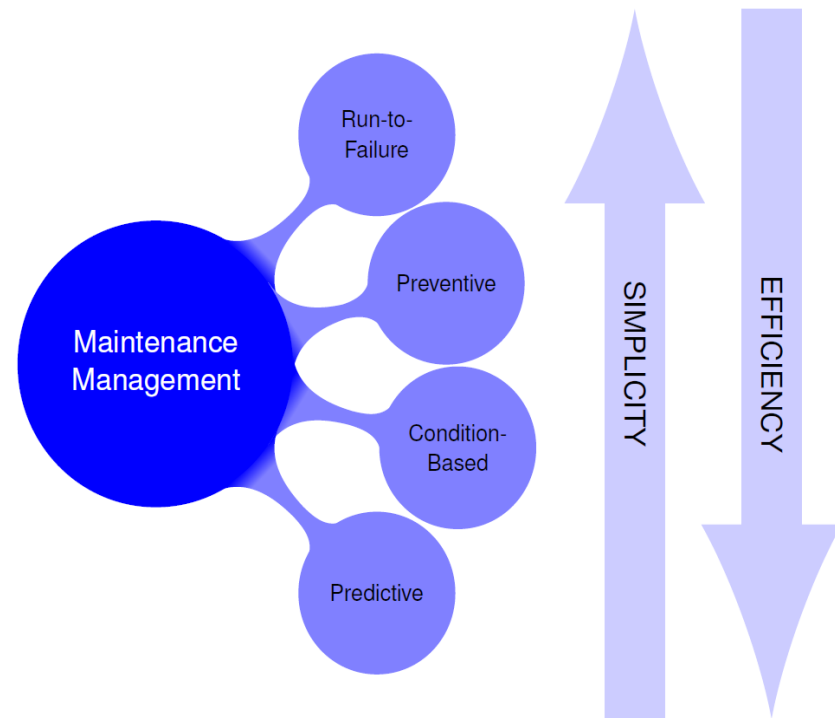 Run-to-
Failure
Preventive
Maintenance
Management
Condition-
Based
Predictive
SIMPLICITY
EFFICIENCY